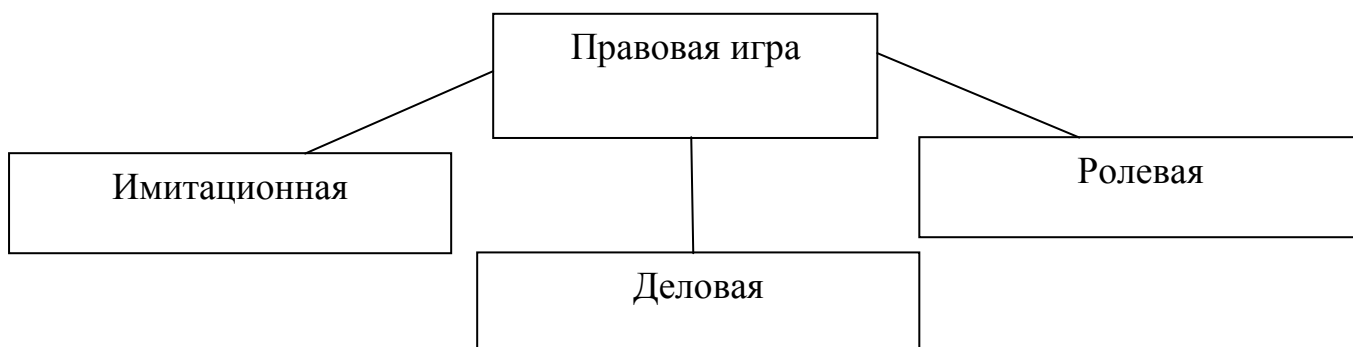 Правовая игра
Имитационная
Ролевая
Деловая